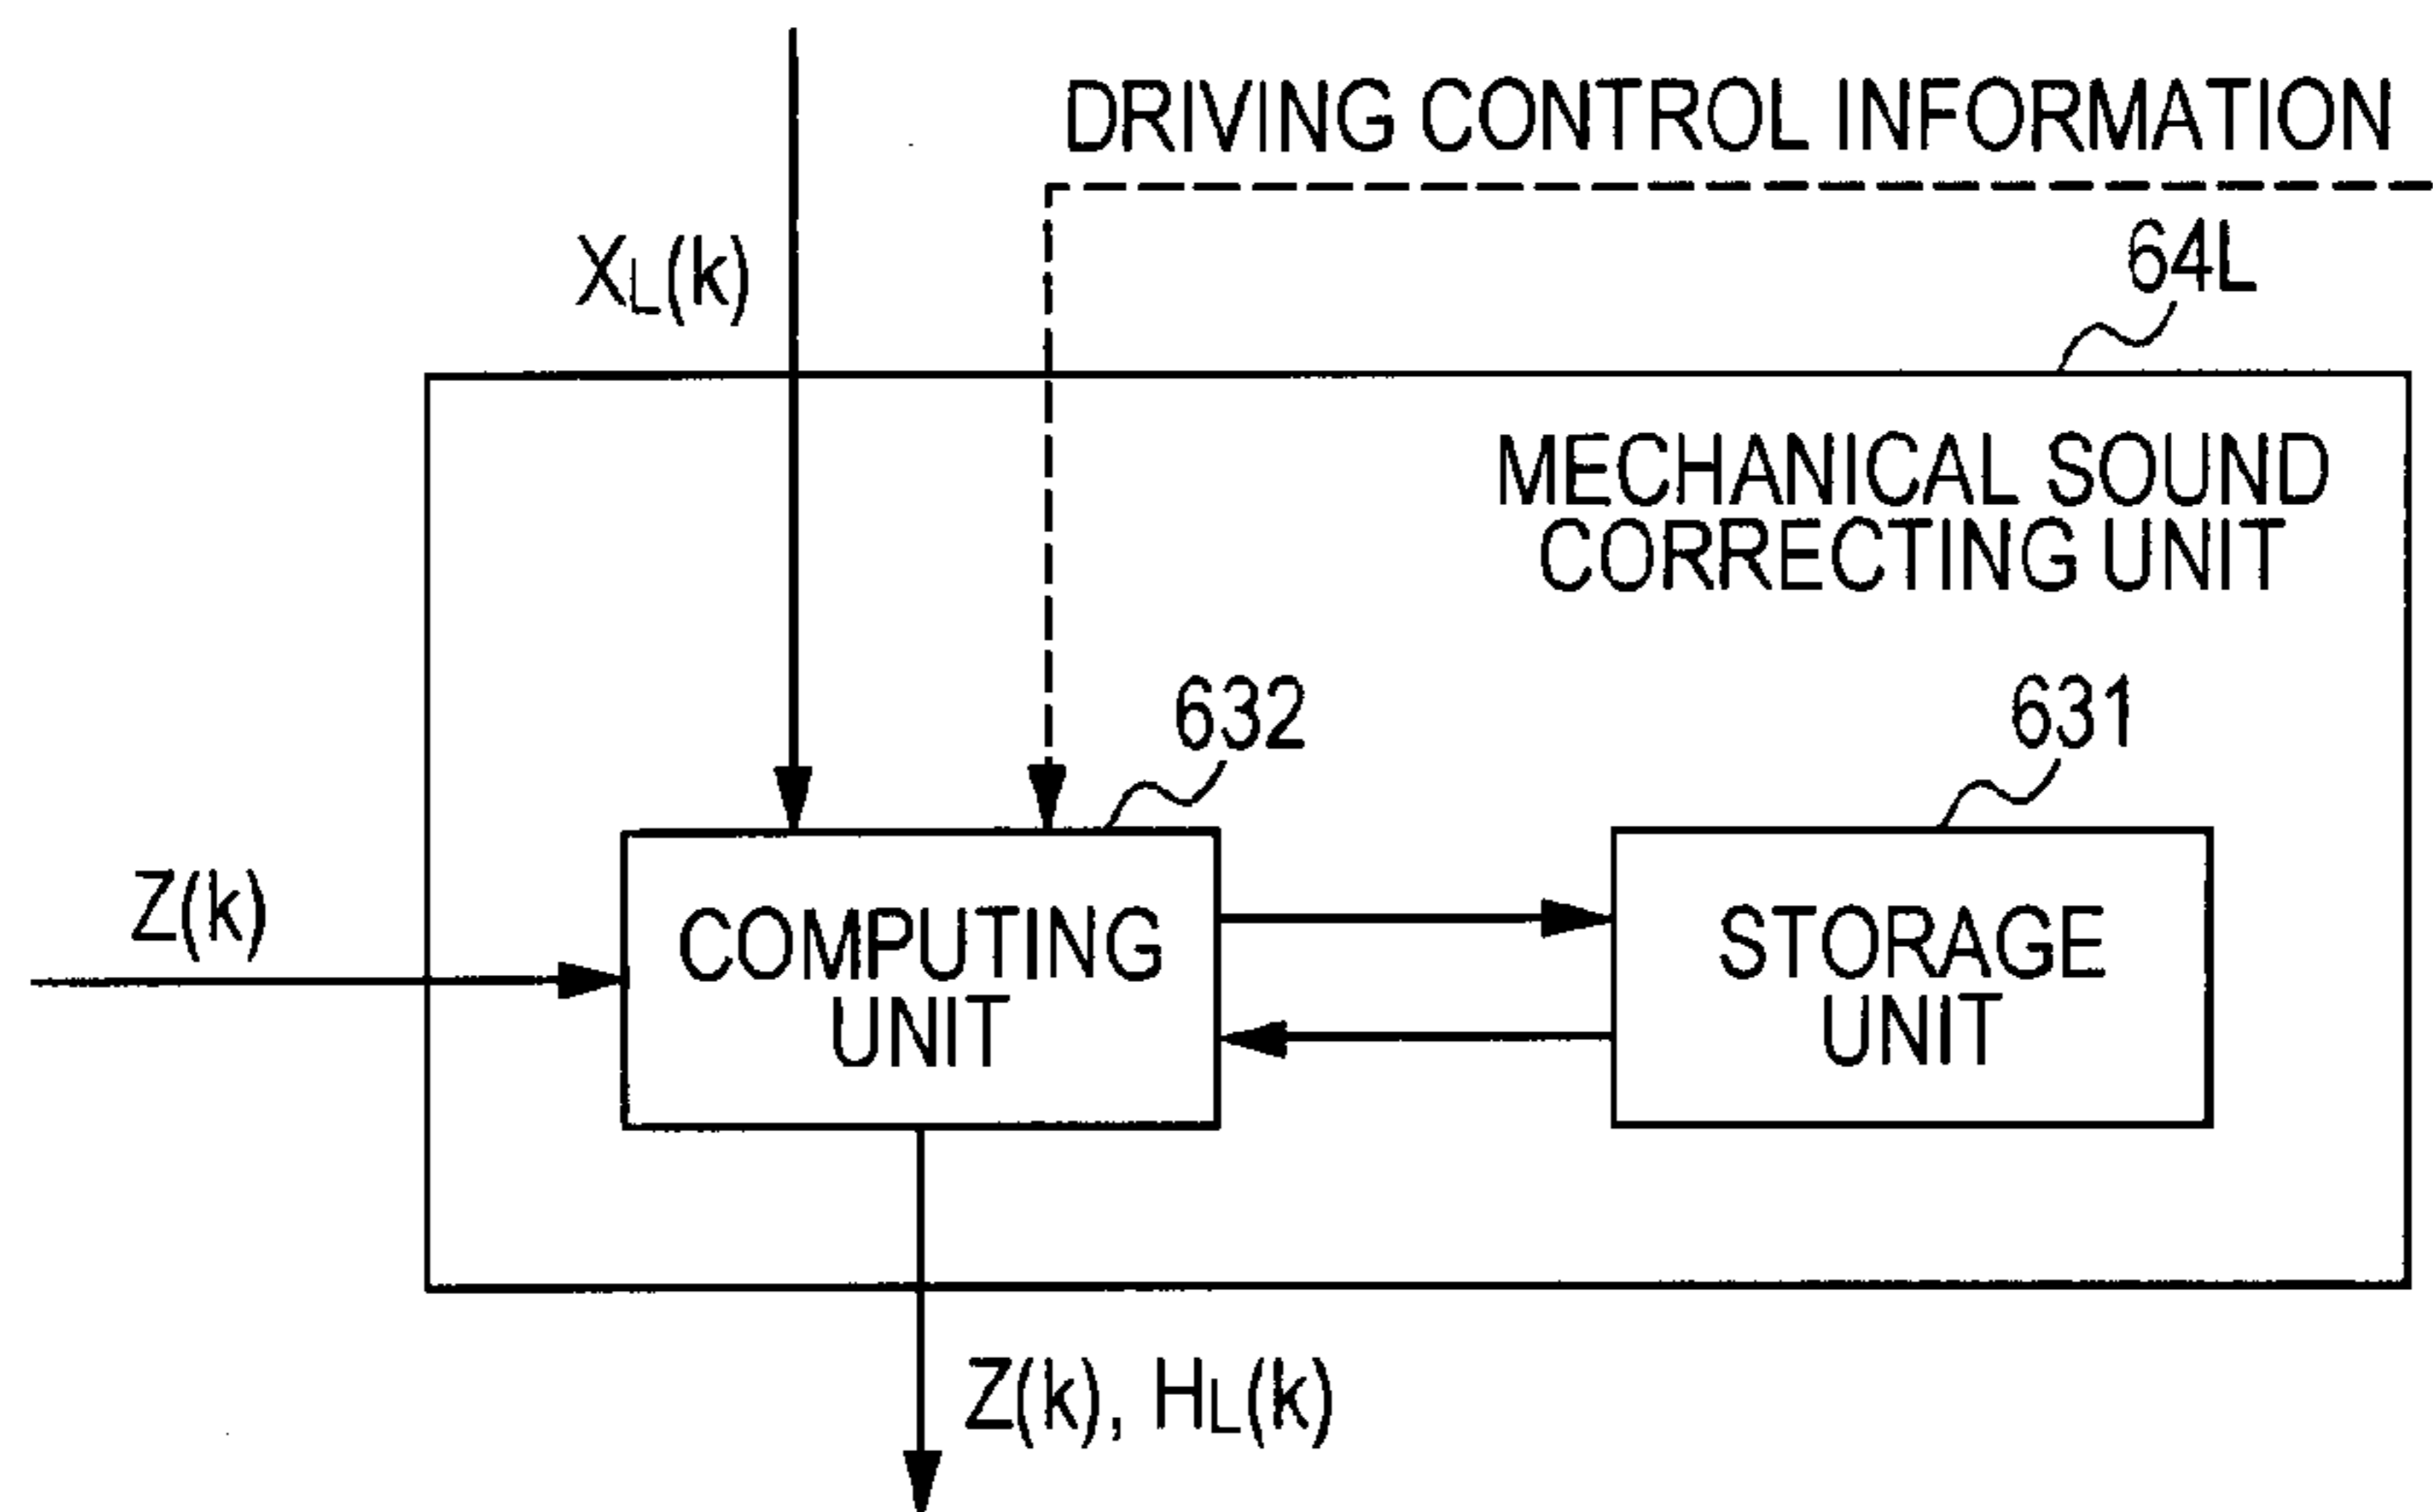 DRIVING CONTROL INFORMATION
XL(k)
64L
MECHANICAL SOUND
CORRECTING UNIT
632
631
Z(k)
COMPUTING
UNIT
STORAGE
UNIT
Z(k), HL(k)